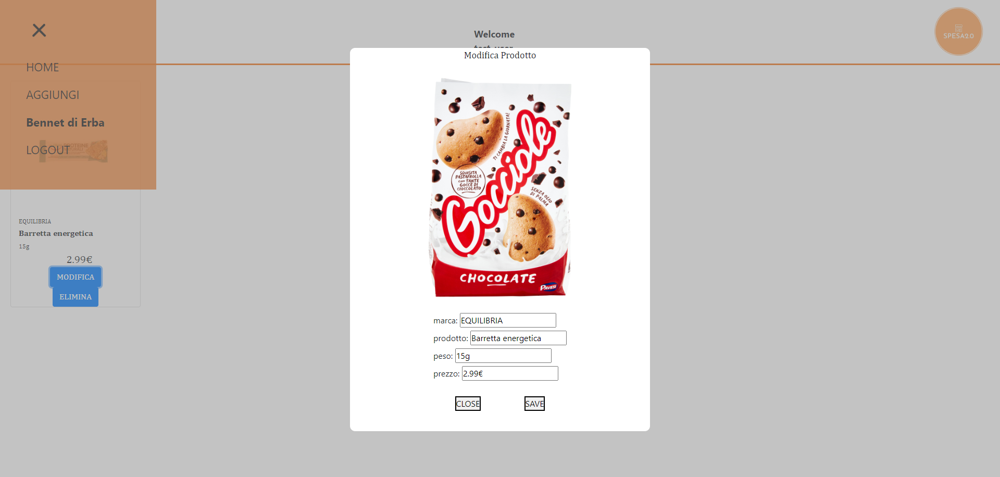 HOME
AGGIUNGI
Bennet di Erba
LOGOUT
PROTEINE
Welcome
SPESA2.0
EQUILIBRIA
Barretta energetica
15g
2.99€
MODIFICA
ELIMINA
Modifica Prodotto
TI CAMBIA LA GIORNATA!
Gocciole
SQUISITA
PASTAFROLLA
con TANTE
GOCCE DI
CIOCCOLATO
SENZA OLIO
DI PALMA
CHOCOLATE
PAVESI
marca: EQUILIBRIA
prodotto: Barretta energetica
peso: 15g
prezzo: 2.99€
CLOSE
SAVE